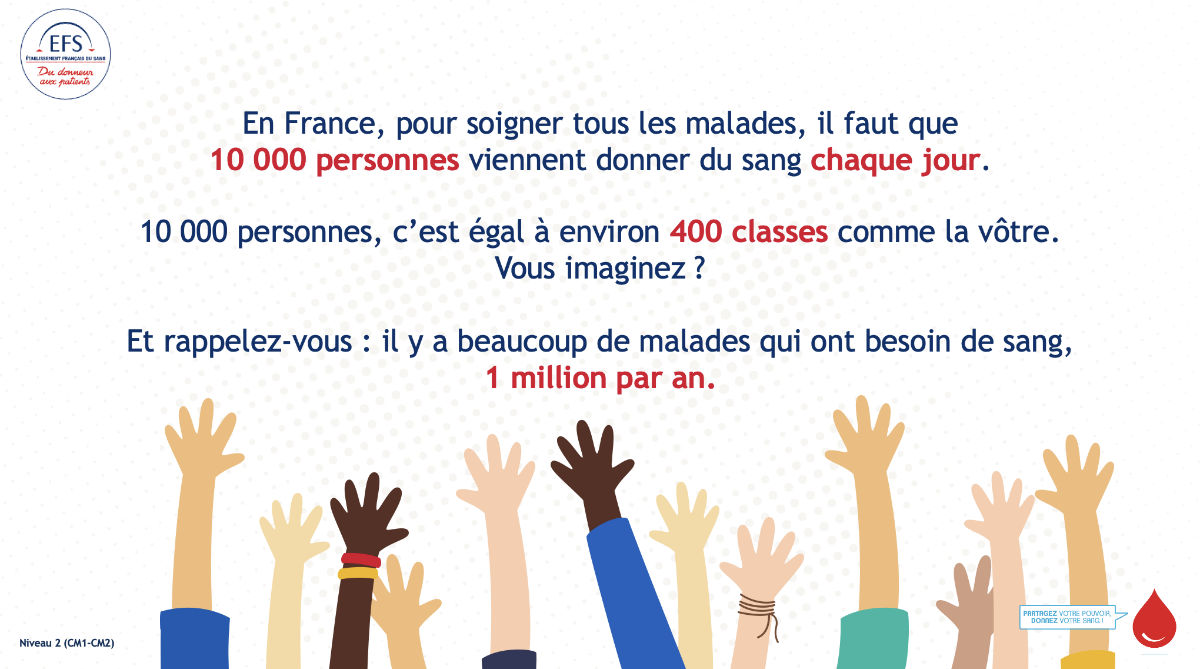 EFS
ÉTABLISSEMENT FRANÇAIS DU SANG
Du donneur
aux patients
En France, pour soigner tous les malades, il faut que
10 000 personnes viennent donner du sang chaque jour.
10 000 personnes, c’est égal à environ 400 classes comme la vôtre.
Vous imaginez ?
Et rappelez-vous : il y a beaucoup de malades qui ont besoin de sang,
1 million par an.
PARTAGEZ VOTRE POUVOIR,
DONNEZ VOTRE SANG !
Niveau 2 (CM1-CM2)